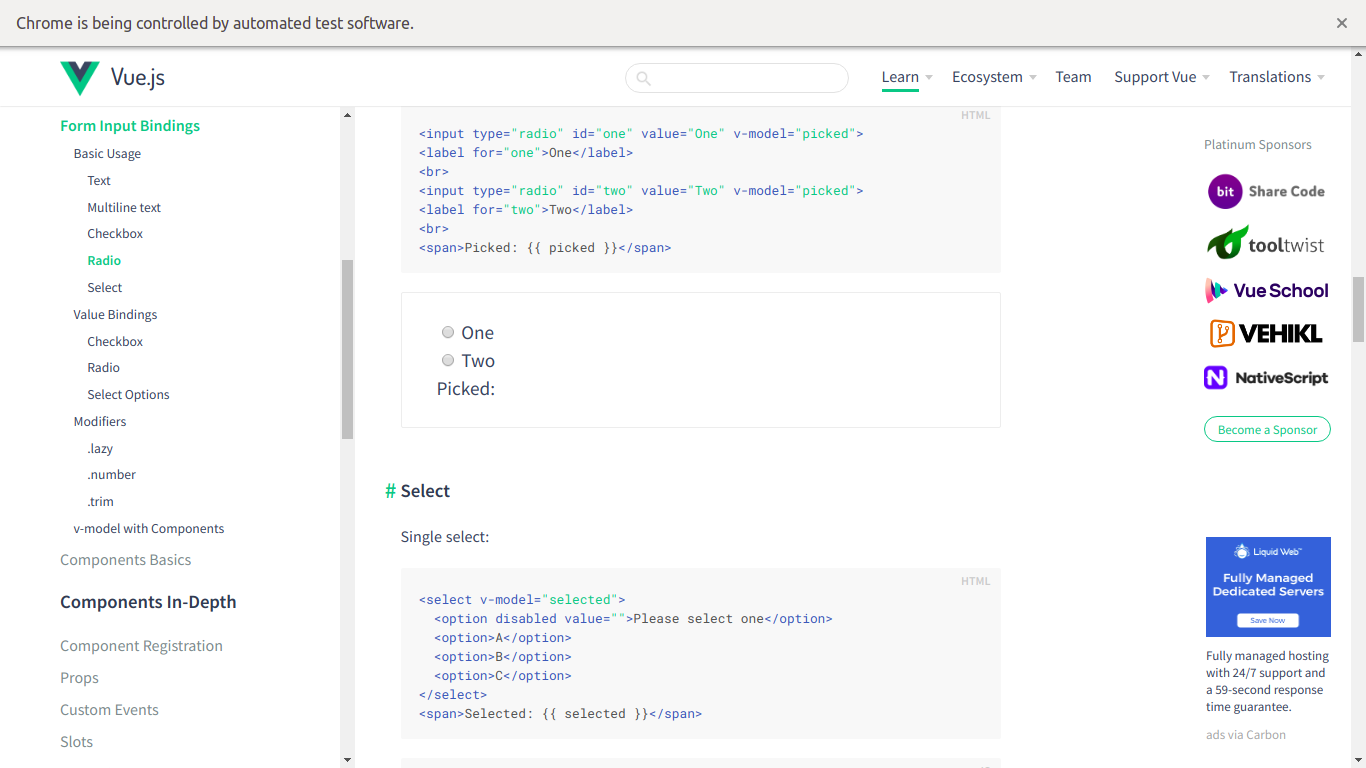 Chrome is being controlled by automated test software.
Vue.js
Learn
Ecosystem
Team
Support Vue
Translations
Form Input Bindings
Basic Usage
Text
Multiline text
Checkbox
Radio
Select
Value Bindings
Checkbox
Radio
Select Options
Modifiers
.lazy
.number
.trim
v-model with Components
Components Basics
Components In-Depth
Component Registration
Props
Custom Events
Slots
HTML
<input type="radio" id="one" value="One" v-model="picked">
<label for="one">One</label>
<br>
<input type="radio" id="two" value="Two" v-model="picked">
<label for="two">Two</label>
<br>
<span>Picked: {{ picked }}</span>
One
Two
Picked:
# Select
Single select:
HTML
<select v-model="selected">
  <option disabled value="">Please select one</option>
  <option>A</option>
  <option>B</option>
  <option>C</option>
</select>
<span>Selected: {{ selected }}</span>
Platinum Sponsors
bit Share Code
tooltwist
Vue School
VEHIKL
NativeScript
Become a Sponsor
Liquid Web™
Fully Managed
Dedicated Servers
Save Now
Fully managed hosting
with 24/7 support and
a 59-second response
time guarantee.
ads via Carbon